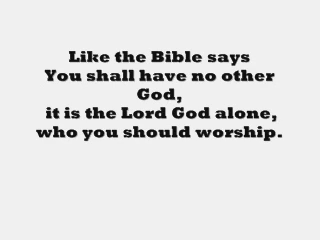 Like the Bible says
You shall have no other
God,
it is the Lord God alone,
who you should worship.